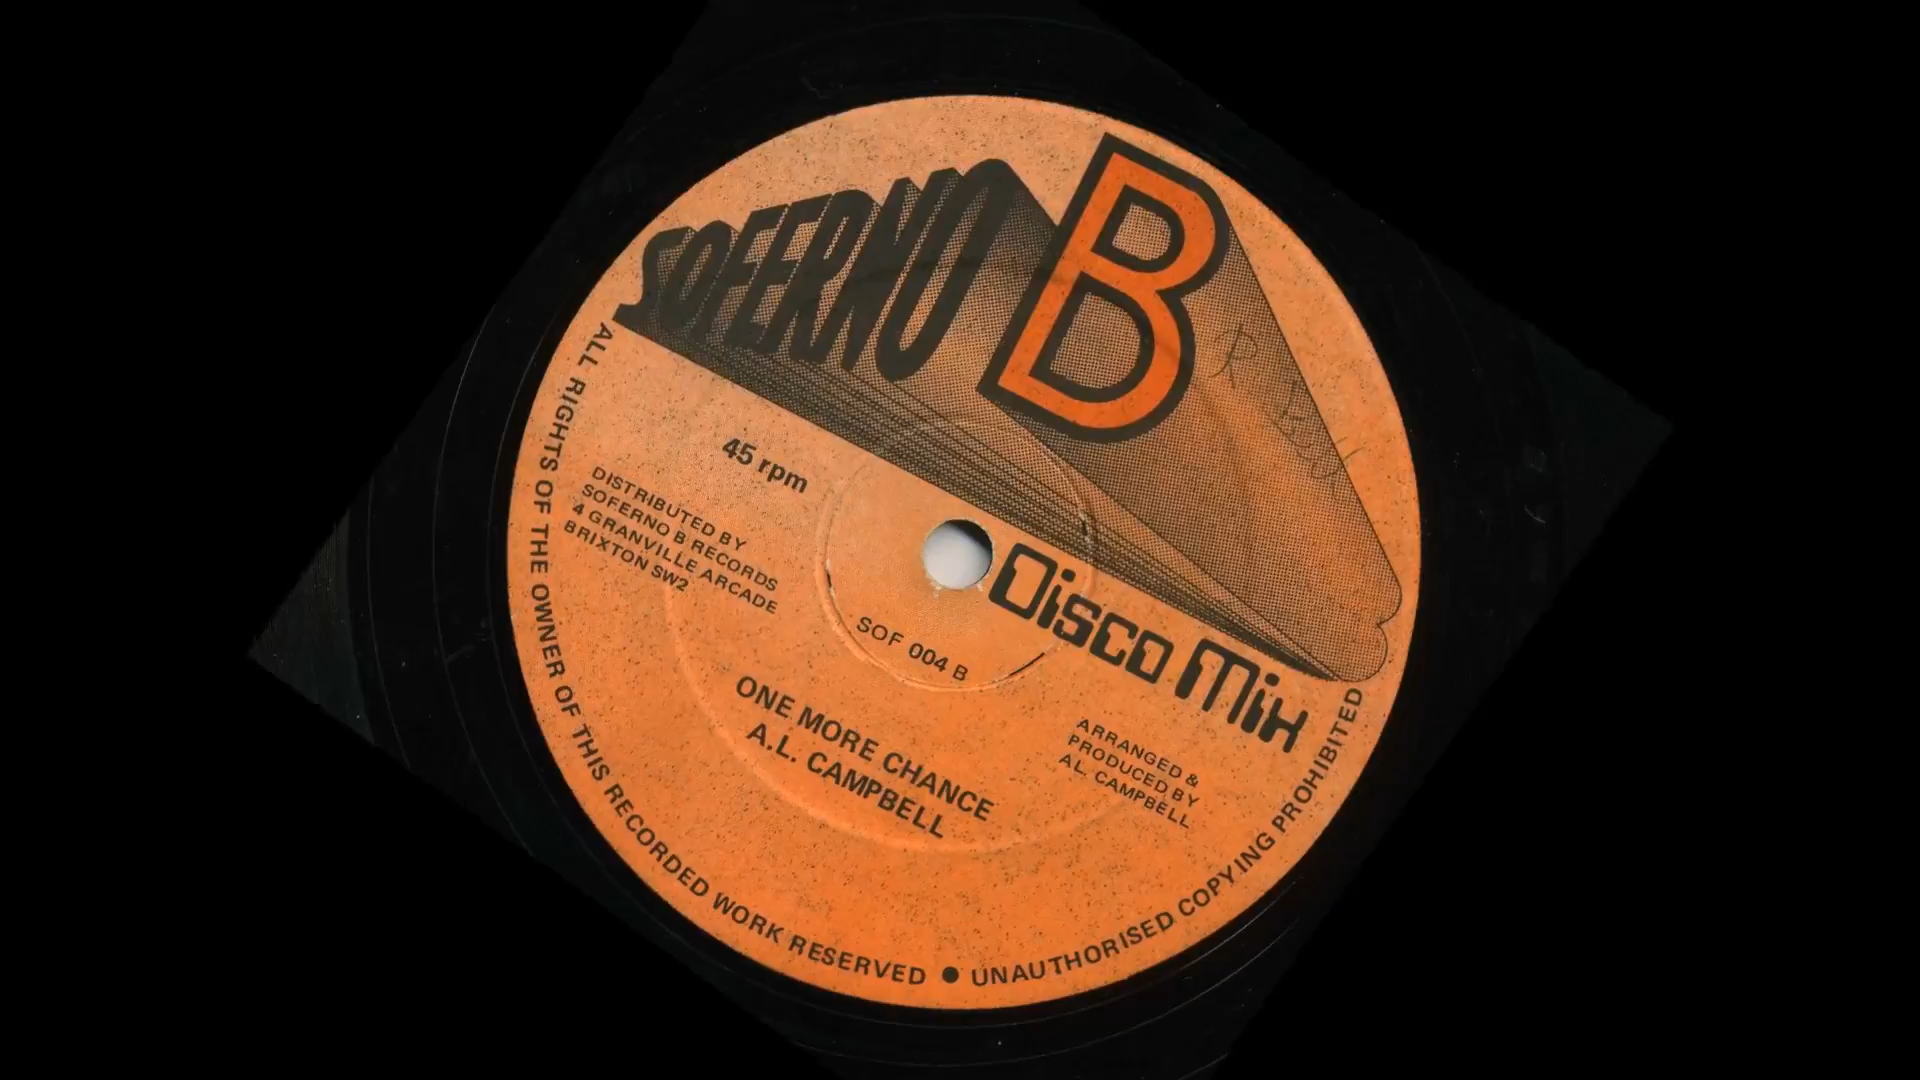 SOFERNO B
45 rpm
DISTRIBUTED BY
SOFERNO B RECORDS
4 GRANVILLE ARCADE
BRIXTON SW2
Disco Mix
SOF 004 B
ONE MORE CHANCE
A.L. CAMPBELL
ARRANGED &
PRODUCED BY
AL. CAMPBELL
ALL RIGHTS OF THE OWNER OF THIS RECORDED WORK RESERVED ● UNAUTHORISED COPYING PROHIBITED